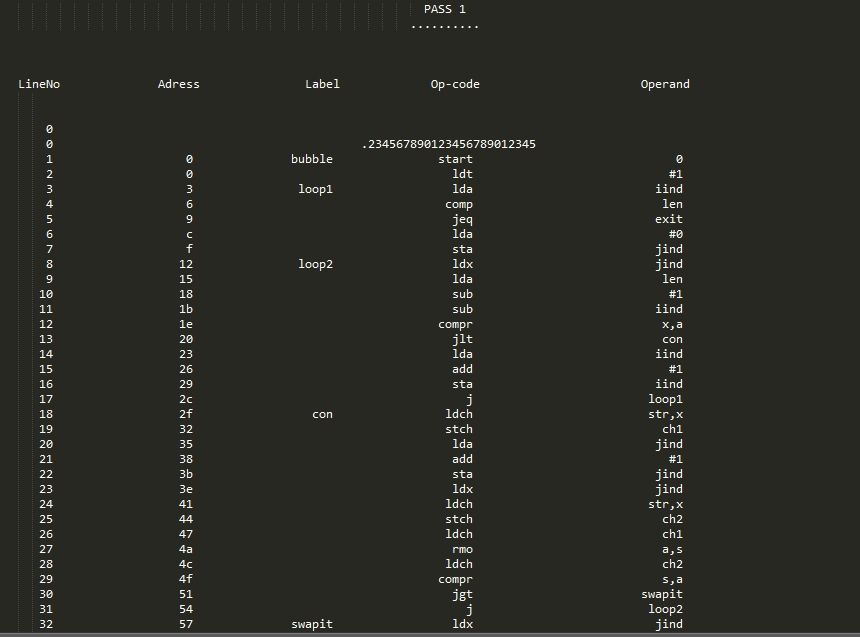 PASS 1
..........
LineNo Adress Label Op-code Operand
0
0 .234567890123456789012345
1 0 bubble start 0
2 0 ldt #1
3 3 loop1 lda iind
4 6 comp len
5 9 jeq exit
6 c lda #0
7 f sta jind
8 12 loop2 ldx jind
9 15 lda len
10 18 sub #1
11 1b sub iind
12 1e compr x,a
13 20 jlt con
14 23 lda iind
15 26 add #1
16 29 sta iind
17 2c j loop1
18 2f con ldch str,x
19 32 stch ch1
20 35 lda jind
21 38 add #1
22 3b sta jind
23 3e ldx jind
24 41 ldch str,x
25 44 stch ch2
26 47 ldch ch1
27 4a rmo a,s
28 4c ldch ch2
29 4f compr s,a
30 51 jgt swapit
31 54 j loop2
32 57 swapit ldx jind